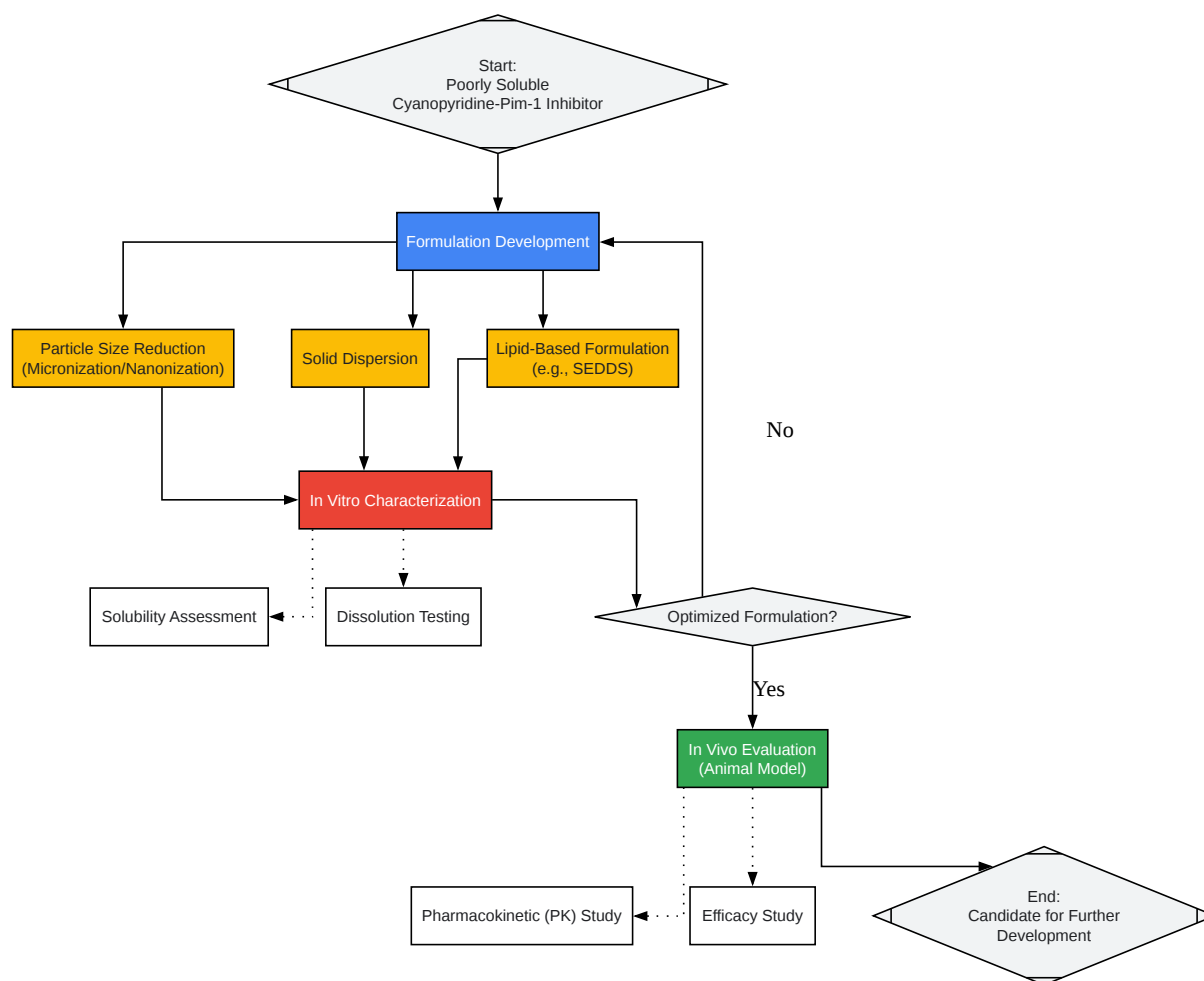 Start:
Poorly Soluble
Cyanopyridine-Pim-1 Inhibitor
Formulation Development
Particle Size Reduction
(Micronization/Nanonization)
Solid Dispersion
Lipid-Based Formulation
(e.g., SEDDS)
No
In Vitro Characterization
Solubility Assessment
Dissolution Testing
Optimized Formulation?
Yes
In Vivo Evaluation
(Animal Model)
Pharmacokinetic (PK) Study
Efficacy Study
End:
Candidate for Further
Development